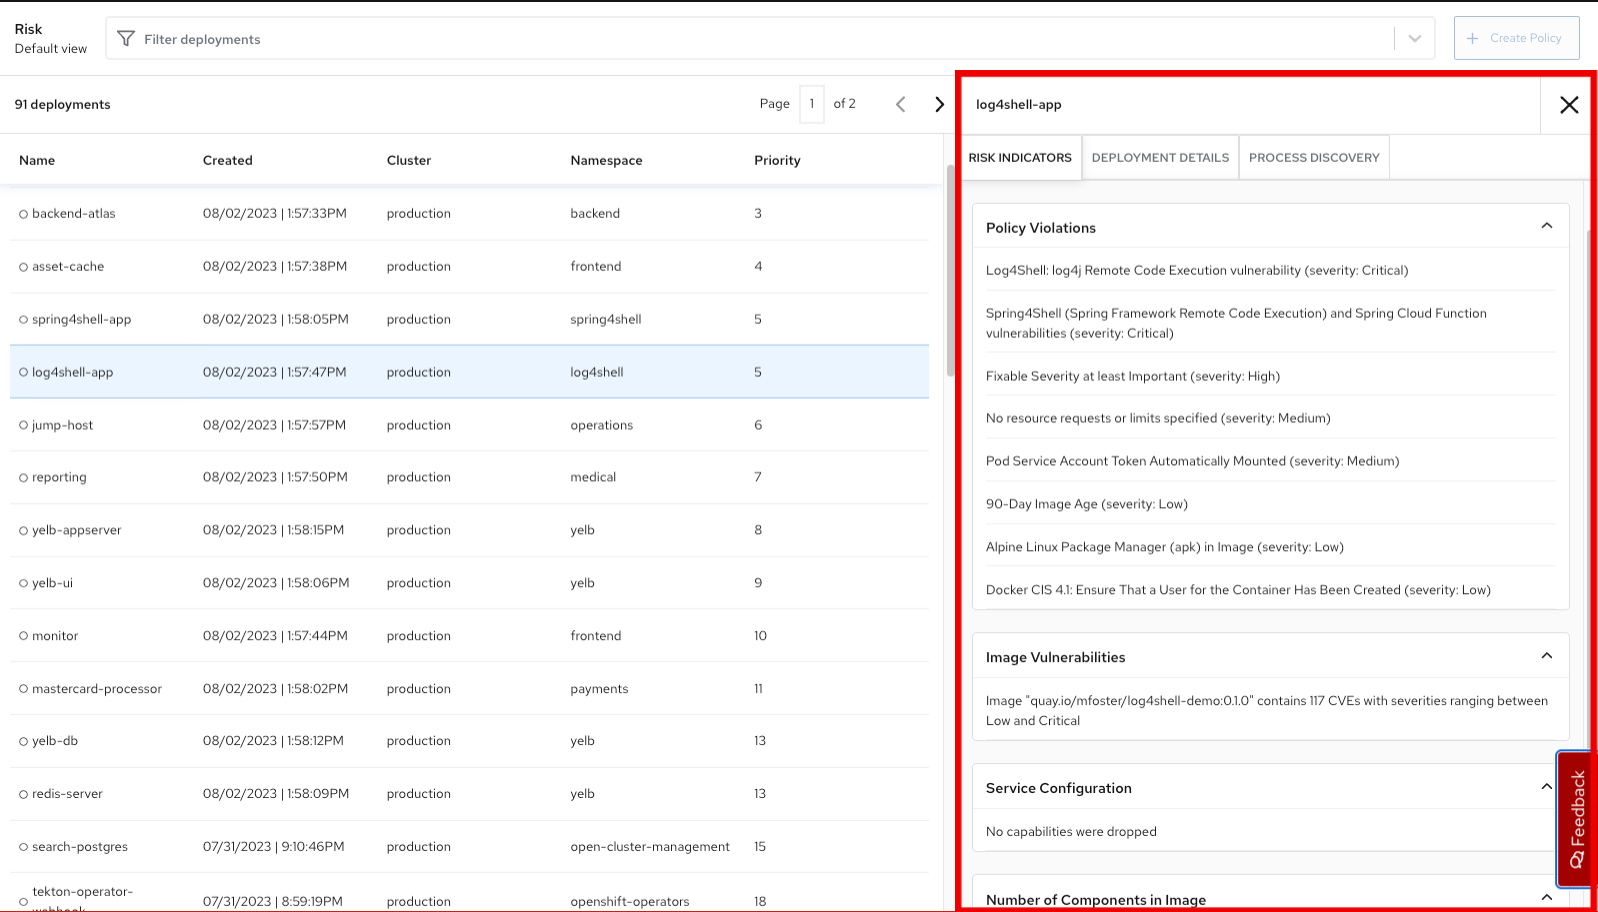 Risk
Default view
Filter deployments
Create Policy
91 deployments
Page 1 of 2
Name Created Cluster Namespace Priority
backend-atlas 08/02/2023 | 1:57:33PM production backend 3
asset-cache 08/02/2023 | 1:57:38PM production frontend 4
spring4shell-app 08/02/2023 | 1:58:05PM production spring4shell 5
log4shell-app 08/02/2023 | 1:57:47PM production log4shell 5
jump-host 08/02/2023 | 1:57:57PM production operations 6
reporting 08/02/2023 | 1:57:50PM production medical 7
yelb-appserver 08/02/2023 | 1:58:15PM production yelb 8
yelb-ui 08/02/2023 | 1:58:06PM production yelb 9
monitor 08/02/2023 | 1:57:44PM production frontend 10
mastercard-processor 08/02/2023 | 1:58:02PM production payments 11
yelb-db 08/02/2023 | 1:58:12PM production yelb 13
redis-server 08/02/2023 | 1:58:09PM production yelb 13
search-postgres 07/31/2023 | 9:10:46PM production open-cluster-management 15
tekton-operator-
webhook 07/31/2023 | 8:59:19PM production openshift-operators 18
log4shell-app
RISK INDICATORS DEPLOYMENT DETAILS PROCESS DISCOVERY
Policy Violations
Log4Shell: log4j Remote Code Execution vulnerability (severity: Critical)
Spring4Shell (Spring Framework Remote Code Execution) and Spring Cloud Function
vulnerabilities (severity: Critical)
Fixable Severity at least Important (severity: High)
No resource requests or limits specified (severity: Medium)
Pod Service Account Token Automatically Mounted (severity: Medium)
90-Day Image Age (severity: Low)
Alpine Linux Package Manager (apk) in Image (severity: Low)
Docker CIS 4.1: Ensure That a User for the Container Has Been Created (severity: Low)
Image Vulnerabilities
Image "quay.io/mfoster/log4shell-demo:0.1.0" contains 117 CVEs with severities ranging between
Low and Critical
Service Configuration
No capabilities were dropped
Number of Components in Image
Feedback